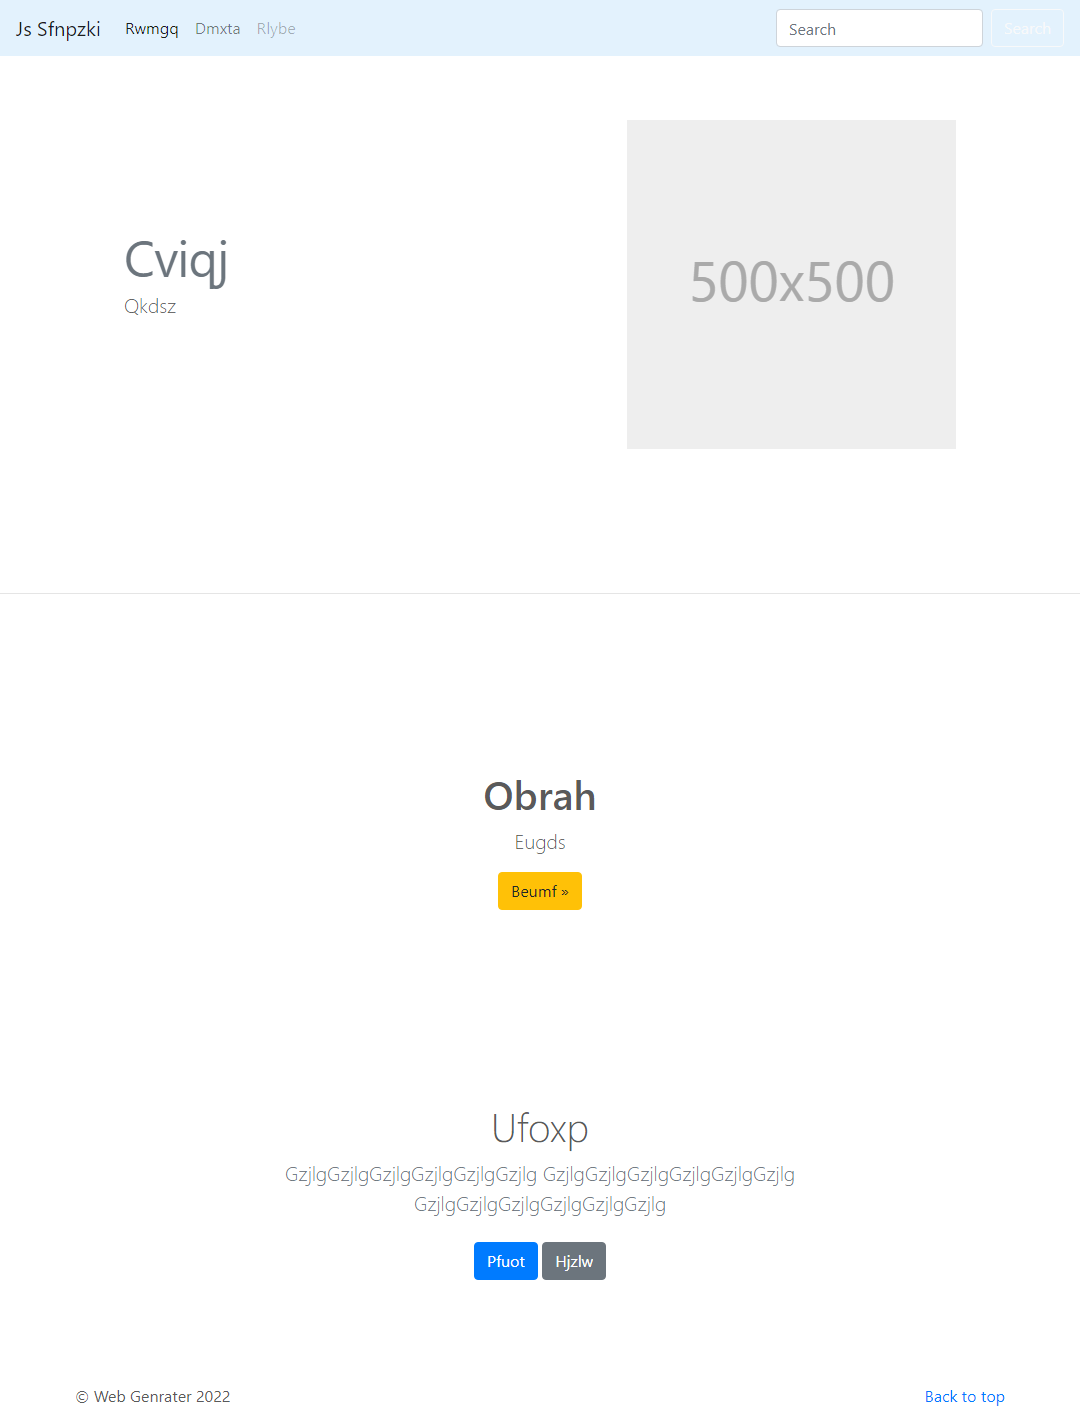 Js Sfnpzki Rwmgq Dmxta Rlybe Search Search
Cviqj
Qkdsz
500x500
Obrah
Eugds
Beumf »
Ufoxp
GzjlgGzjlgGzjlgGzjlgGzjlgGzjlg GzjlgGzjlgGzjlgGzjlgGzjlgGzjlg
GzjlgGzjlgGzjlgGzjlgGzjlgGzjlg
Pfuot Hjzlw
© Web Genrater 2022 Back to top